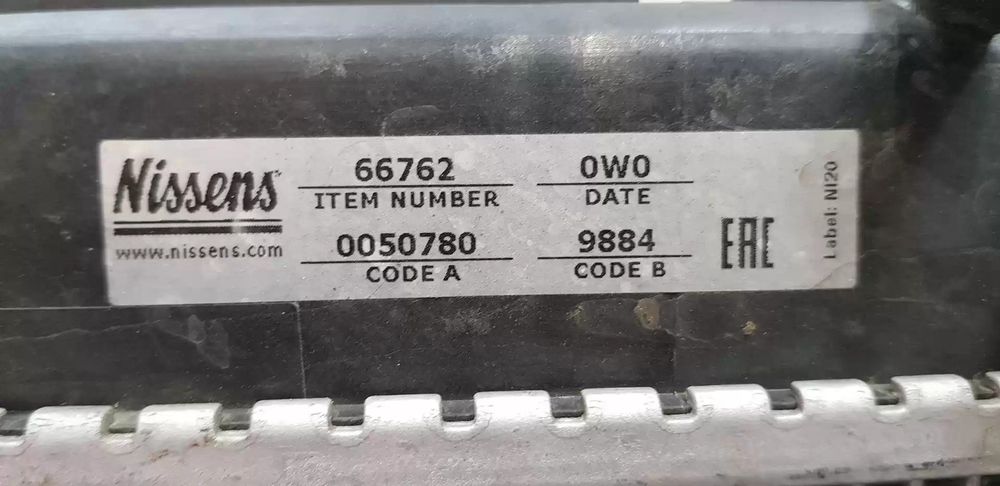 Nissens
www.nissens.com
66762
ITEM NUMBER
0050780
CODE A
0W0
DATE
9884
CODE B
EAC
Label: NI20